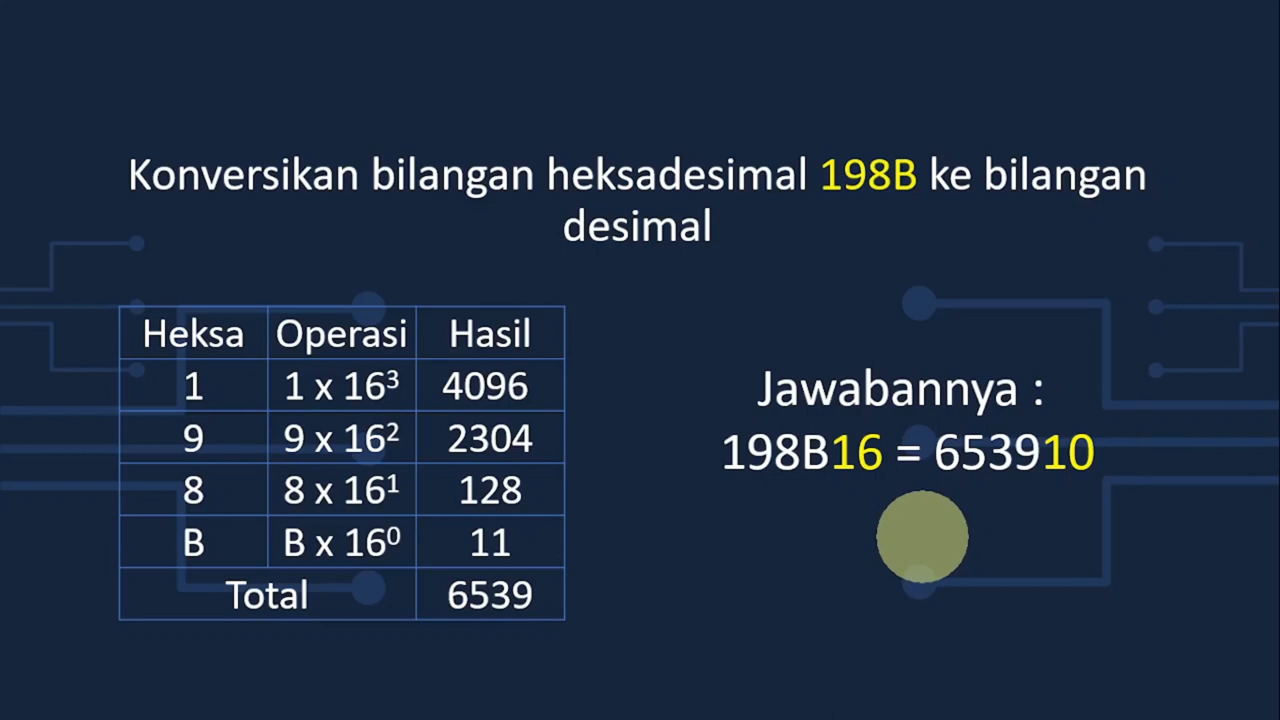 Konversikan bilangan heksadesimal 198B ke bilangan
desimal
Heksa Operasi Hasil
1 1 x 16³ 4096
9 9 x 16² 2304
8 8 x 16¹ 128
B B x 16⁰ 11
Total 6539
Jawabannya :
198B16 = 653910